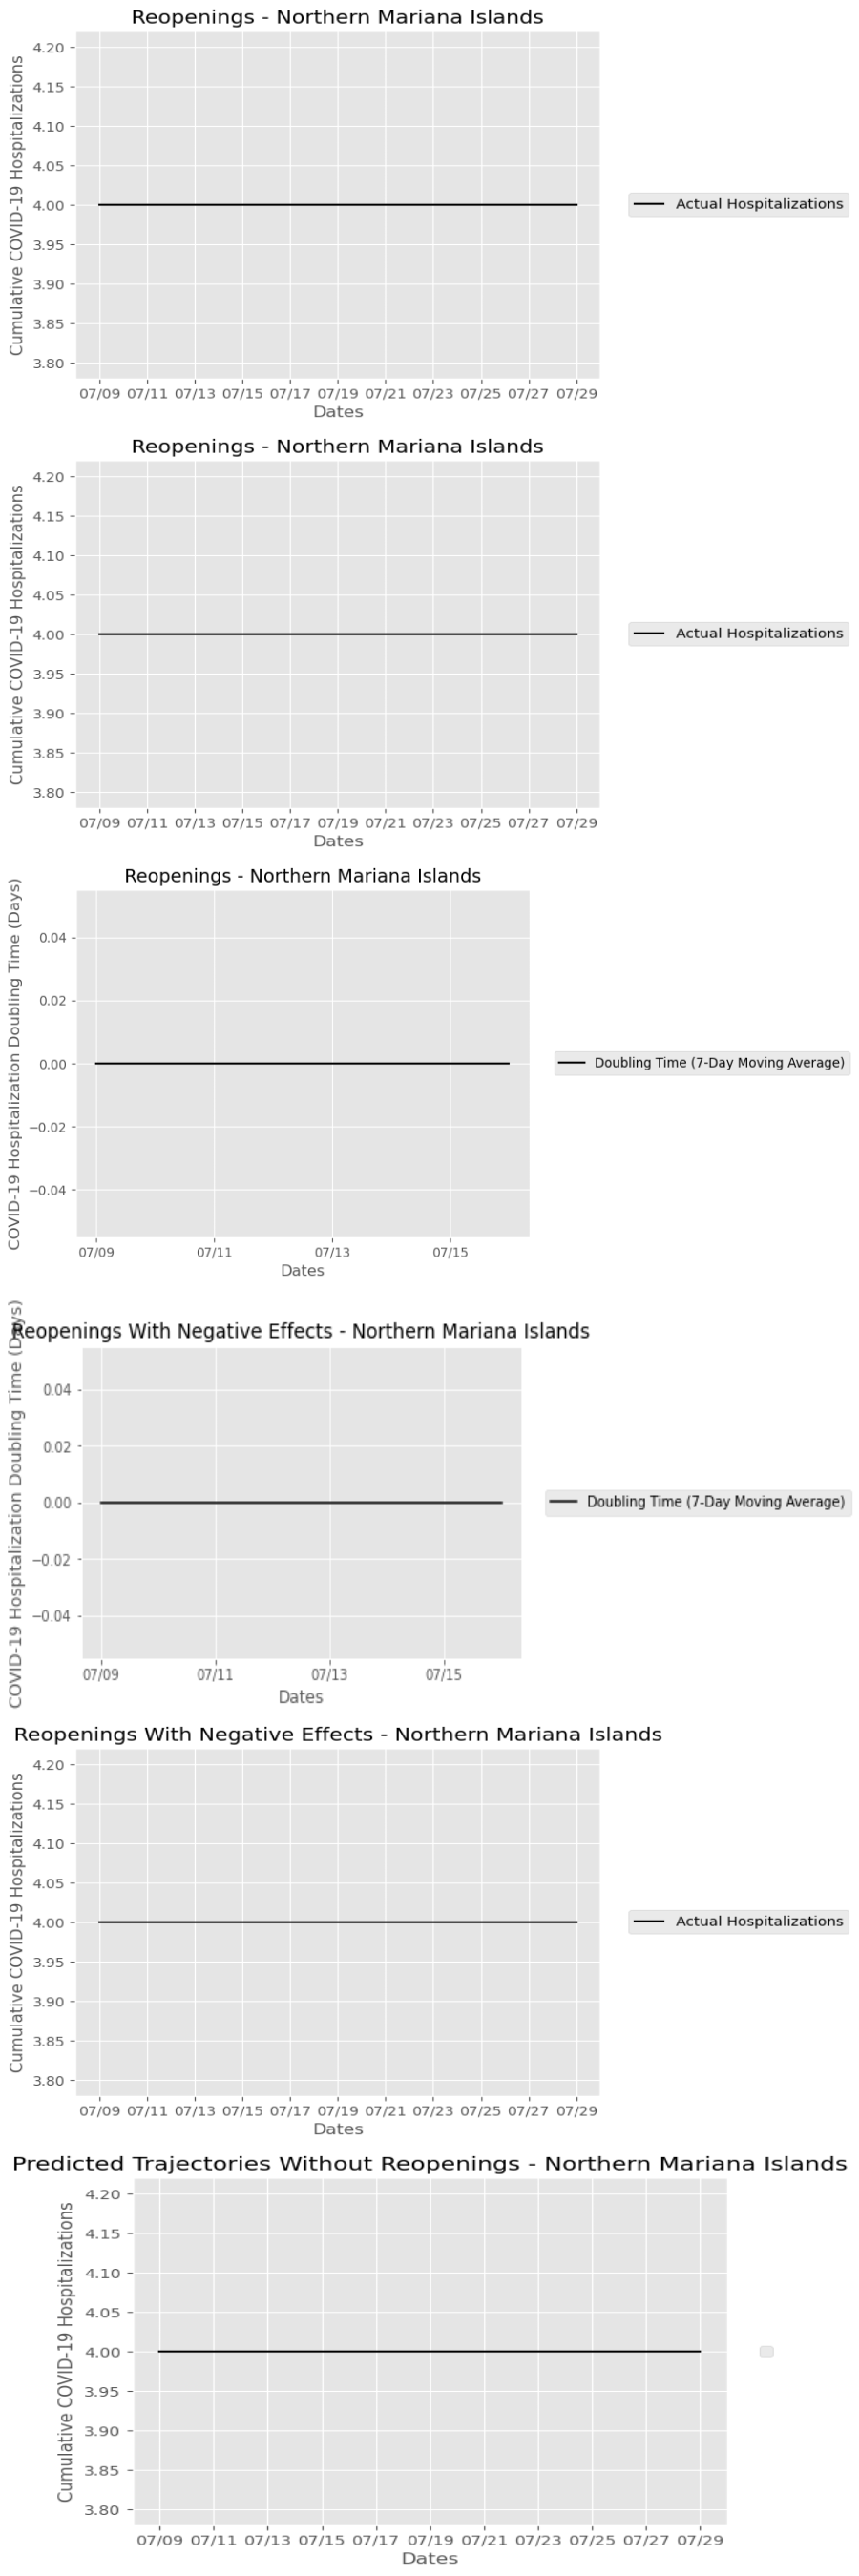 Reopenings - Northern Mariana Islands
Cumulative COVID-19 Hospitalizations
4.20
4.15
4.10
4.05
4.00
3.95
3.90
3.85
3.80
Actual Hospitalizations
07/09 07/11 07/13 07/15 07/17 07/19 07/21 07/23 07/25 07/27 07/29
Dates
Reopenings - Northern Mariana Islands
Cumulative COVID-19 Hospitalizations
4.20
4.15
4.10
4.05
4.00
3.95
3.90
3.85
3.80
Actual Hospitalizations
07/09 07/11 07/13 07/15 07/17 07/19 07/21 07/23 07/25 07/27 07/29
Dates
Reopenings - Northern Mariana Islands
COVID-19 Hospitalization Doubling Time (Days)
0.04
0.02
0.00
−0.02
−0.04
Doubling Time (7-Day Moving Average)
07/09 07/11 07/13 07/15
Dates
Reopenings With Negative Effects - Northern Mariana Islands
COVID-19 Hospitalization Doubling Time (Days)
0.04
0.02
0.00
−0.02
−0.04
Doubling Time (7-Day Moving Average)
07/09 07/11 07/13 07/15
Dates
Reopenings With Negative Effects - Northern Mariana Islands
Cumulative COVID-19 Hospitalizations
4.20
4.15
4.10
4.05
4.00
3.95
3.90
3.85
3.80
Actual Hospitalizations
07/09 07/11 07/13 07/15 07/17 07/19 07/21 07/23 07/25 07/27 07/29
Dates
Predicted Trajectories Without Reopenings - Northern Mariana Islands
Cumulative COVID-19 Hospitalizations
4.20
4.15
4.10
4.05
4.00
3.95
3.90
3.85
3.80
07/09 07/11 07/13 07/15 07/17 07/19 07/21 07/23 07/25 07/27 07/29
Dates